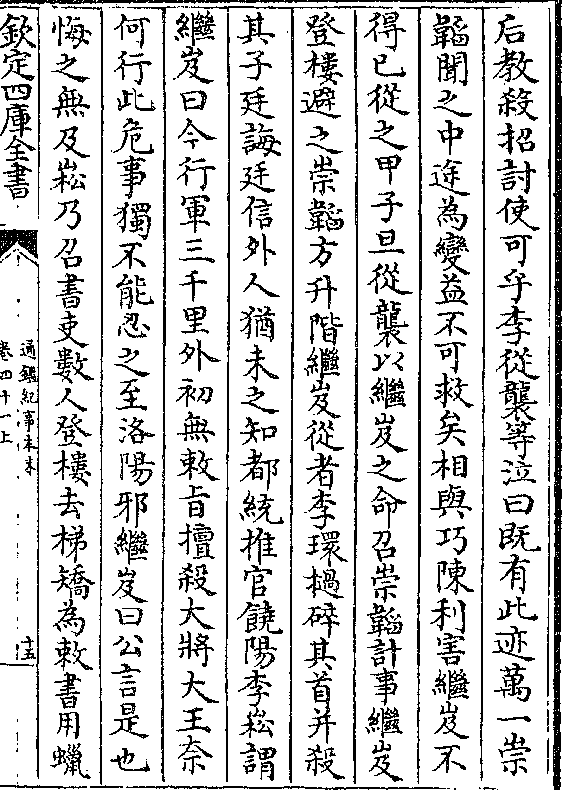 后教殺招討使可乎李從襲等泣曰既有此迹萬一崇
韜聞之中途為變益不可救矣相與巧陳利害繼岌不
得已從之甲子旦從襲以繼岌之命召崇韜計事繼岌
登樓避之崇韜方升階繼岌從者李環檛碎其首并殺
其子廷誨廷信外人猶未之知都統推官饒陽李崧謂
繼岌曰今行軍三千里外初無敕旨擅殺大將大王奈
何行此危事獨不能忍之至洛陽邪繼岌曰公言是也
悔之無及崧乃召書吏數人登樓去梯矯為敕書用蠟
欽定四庫全書
通鑑紀事本末
卷四十一上
十五